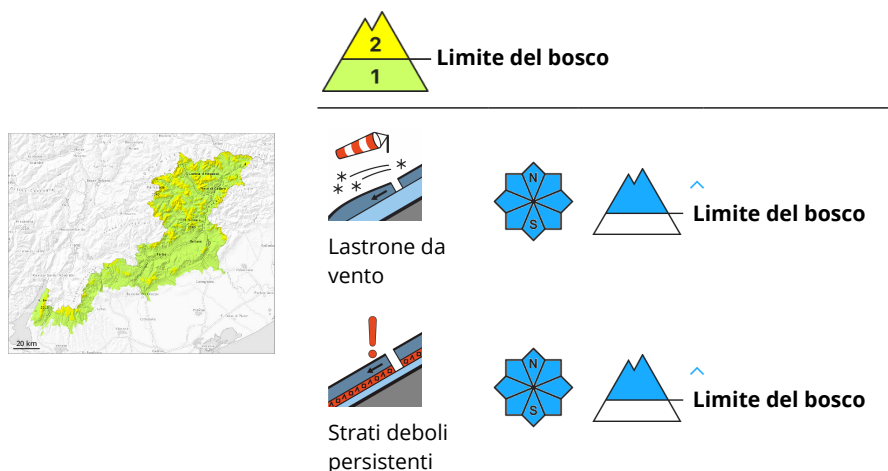 2
Limite del bosco
1
N
S
Limite del bosco
Lastrone da
vento
20 km
N
S
Limite del bosco
Strati deboli
persistenti